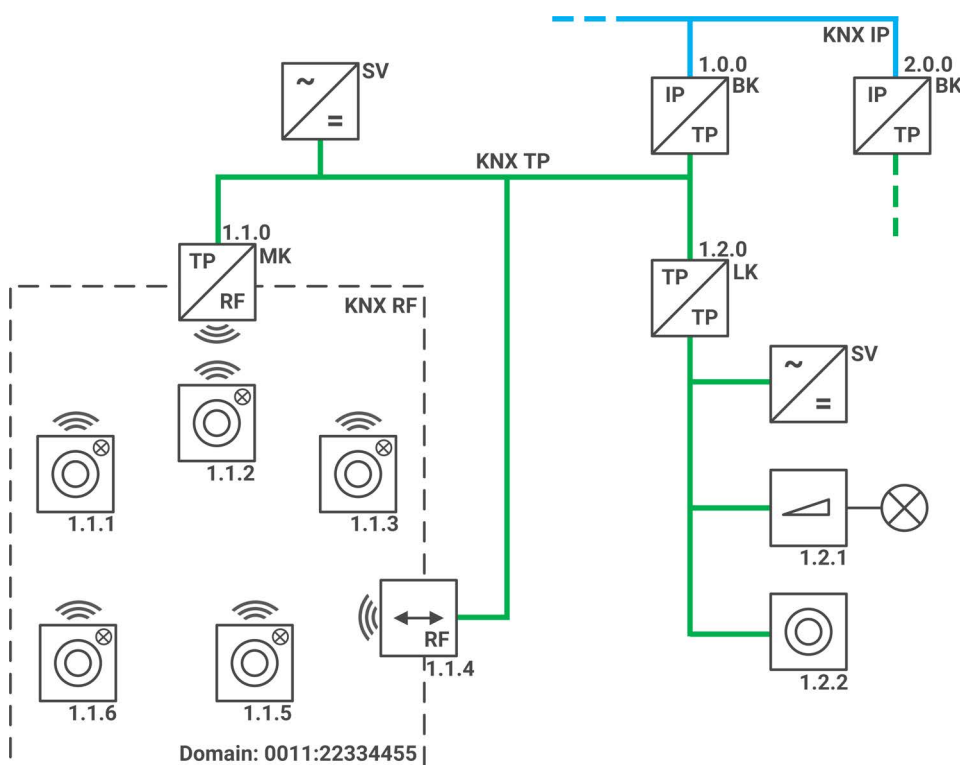 KNX IP
1.0.0
2.0.0
SV
BK
BK
~
=
IP
TP
IP
TP
KNX TP
1.1.0
MK
TP
RF
1.2.0
LK
TP
TP
KNX RF
SV
~
=
1.1.2
1.1.1
1.1.3
1.2.1
RF
1.1.4
1.2.2
1.1.6
1.1.5
Domain: 0011:22334455